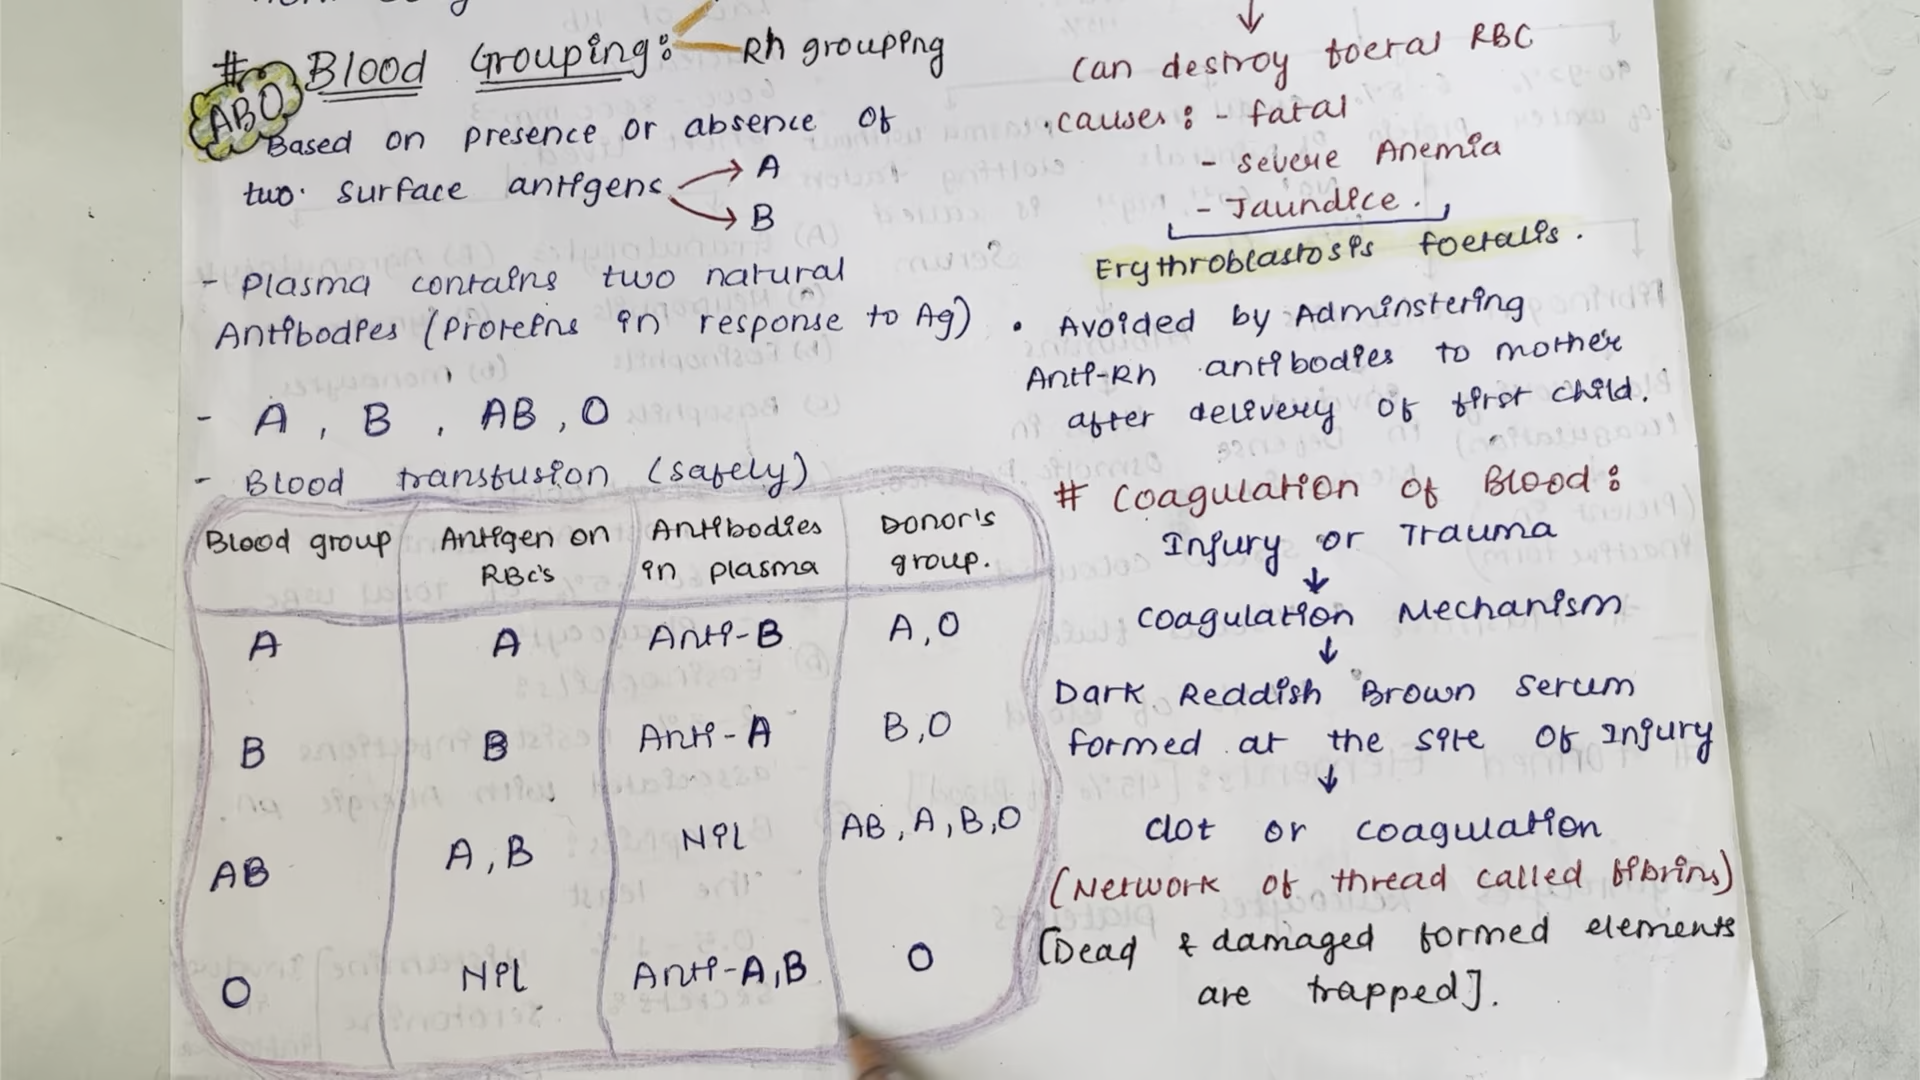 # Blood Grouping:
Rh grouping
ABO
Based on presence or absence of
two surface antigens
A
B
- Plasma contains two natural
Antibodies (Proteins in response to Ag)
- A, B, AB, O
- Blood transfusion (safely)
Blood group | Antigen on RBC's | Antibodies in plasma | Donor's group.
A | A | Anti-B | A, O
B | B | Anti-A | B, O
AB | A, B | Nil | AB, A, B, O
O | Nil | Anti-A, B | O
↓
can destroy foetal RBC
causes: - fatal
- severe Anemia
- Jaundice.
Erythroblastosis foetalis.
• Avoided by Adminstering
Anti-Rh antibodies to mother
after delivery of first child.
# Coagulation of Blood:
Injury or Trauma
↓
Coagulation Mechanism
↓
Dark Reddish Brown serum
formed at the site of Injury
↓
clot or coagulation
(Network of thread called fibrins)
[Dead & damaged formed elements
are trapped].